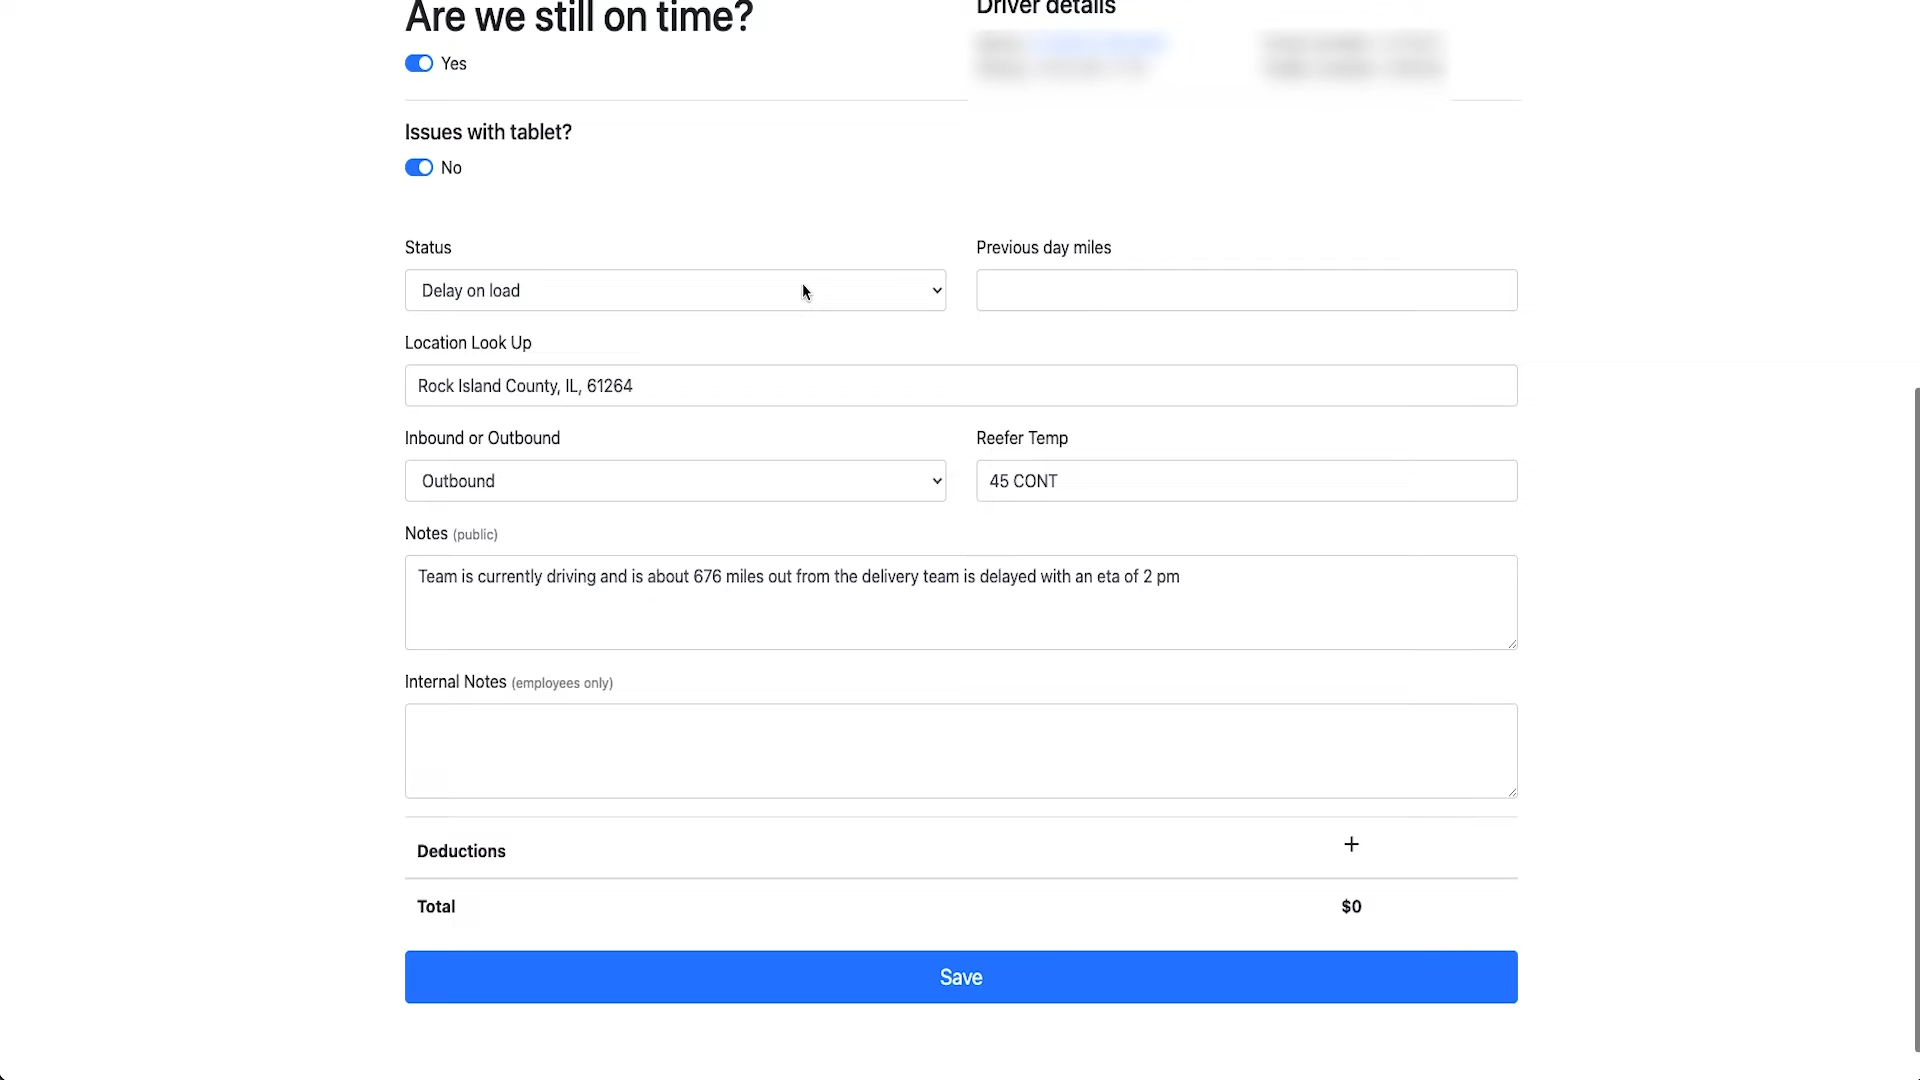 Are we still on time?
Driver details
Yes
Issues with tablet?
No
Status
Previous day miles
Delay on load
Location Look Up
Rock Island County, IL, 61264
Inbound or Outbound
Reefer Temp
Outbound
45 CONT
Notes (public)
Team is currently driving and is about 676 miles out from the delivery team is delayed with an eta of 2 pm
Internal Notes (employees only)
Deductions
+
Total
$0
Save